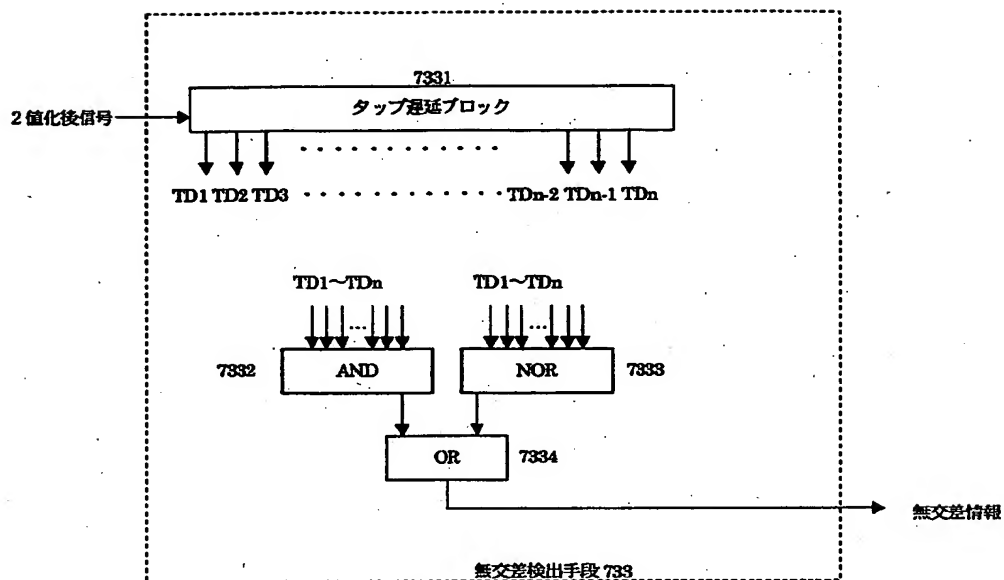 7331
2値化後信号
タップ遅延ブロック
TD1 TD2 TD3 ・・・・・・・・・・・・ TDn-2 TDn-1 TDn
TD1～TDn TD1～TDn
7332 AND NOR 7333
OR 7334
無交差情報
無交差検出手段 733